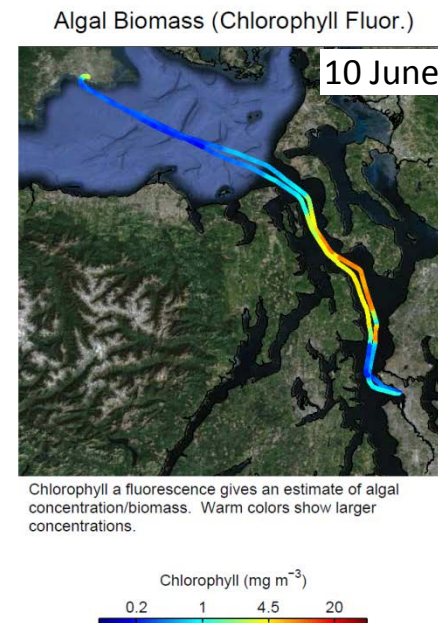 Algal Biomass (Chlorophyll Fluor.)
10 June
Chlorophyll a fluorescence gives an estimate of algal
concentration/biomass. Warm colors show larger
concentrations.
Chlorophyll (mg m⁻³)
0.2 1 4.5 20